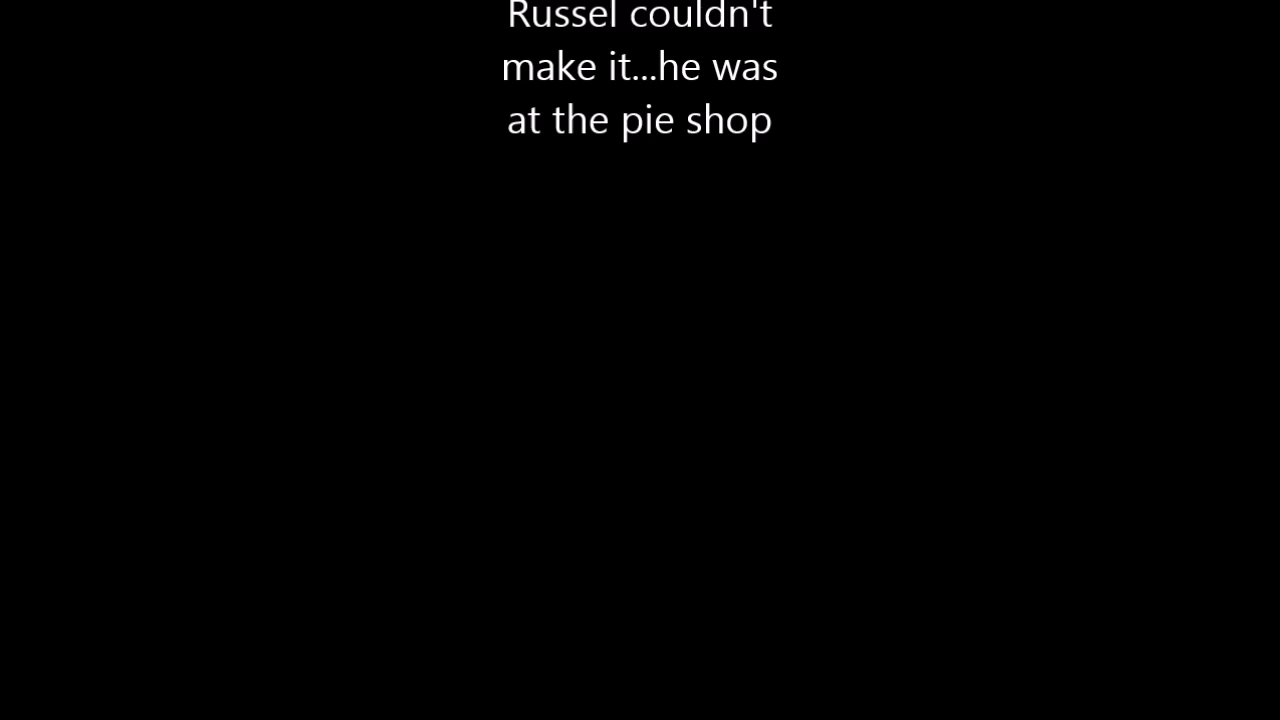 Russel couldn't
make it...he was
at the pie shop